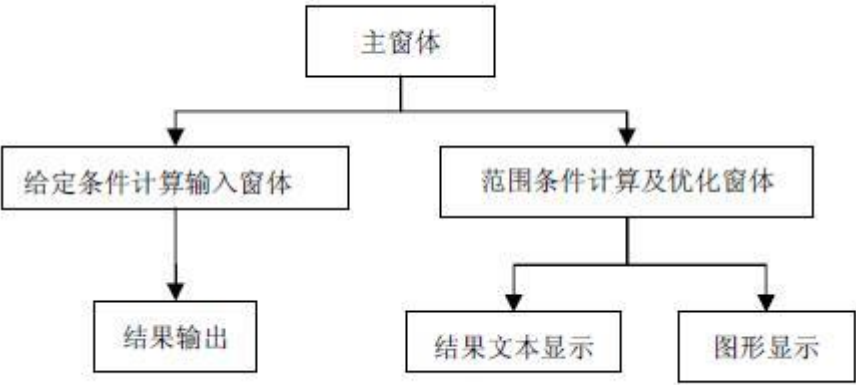 主窗体
给定条件计算输入窗体
范围条件计算及优化窗体
结果输出
结果文本显示
图形显示